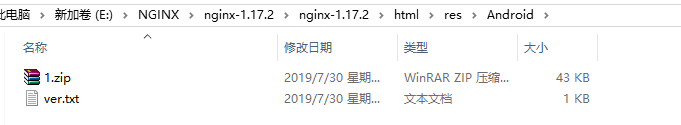 此电脑 › 新加卷 (E:) › NGINX › nginx-1.17.2 › nginx-1.17.2 › html › res › Android ›
名称 修改日期 类型 大小
1.zip 2019/7/30 星期... WinRAR ZIP 压缩... 43 KB
ver.txt 2019/7/30 星期... 文本文档 1 KB